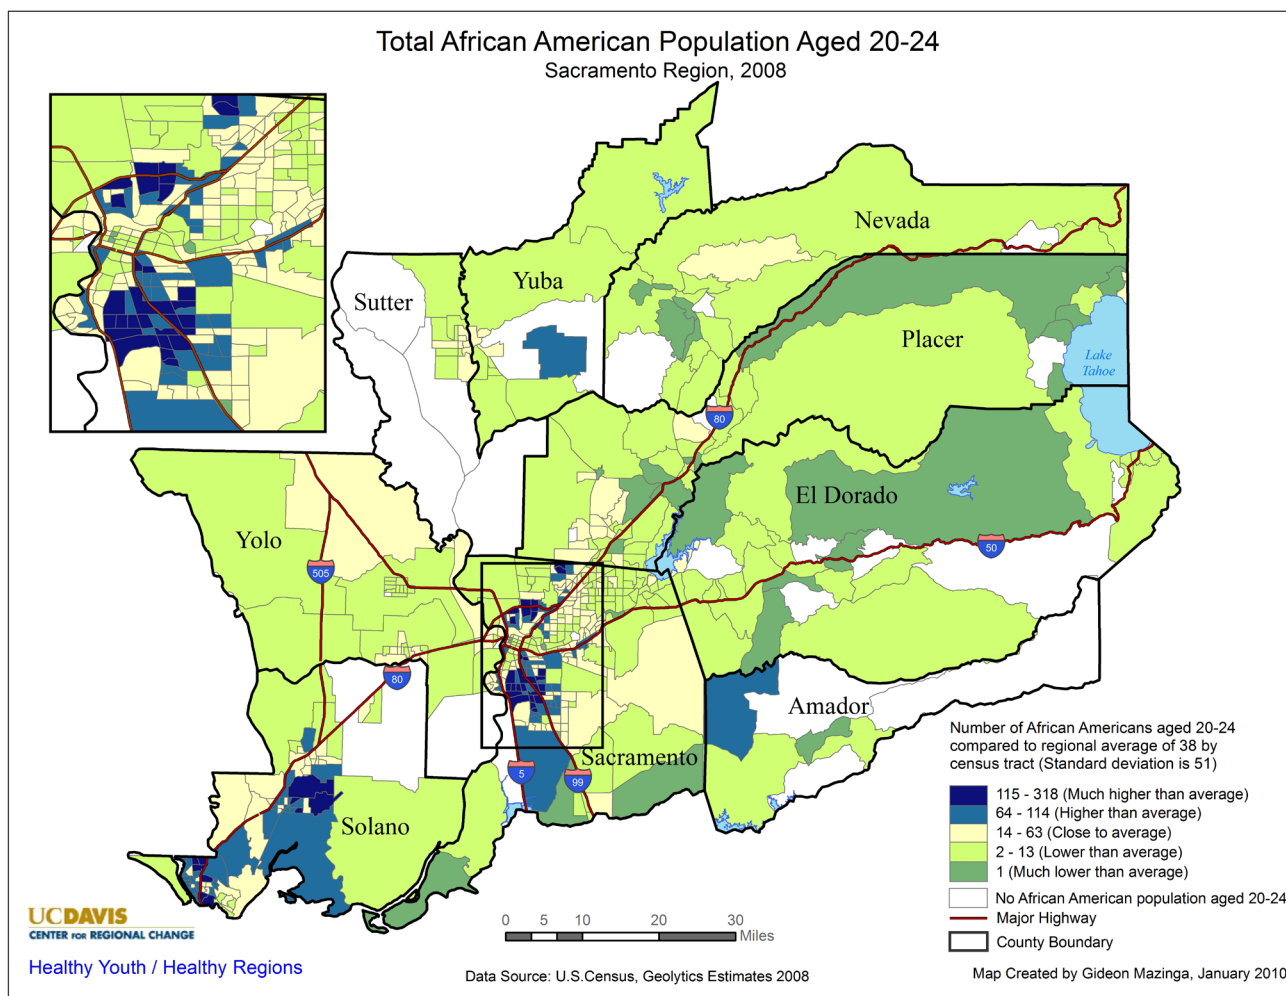 Total African American Population Aged 20-24
Sacramento Region, 2008
Nevada
Yuba
Sutter
Placer
Lake
Tahoe
80
El Dorado
Yolo
50
505
80
Amador
Sacramento
5
99
Solano
Number of African Americans aged 20-24
compared to regional average of 38 by
census tract (Standard deviation is 51)
115 - 318 (Much higher than average)
64 - 114 (Higher than average)
14 - 63 (Close to average)
2 - 13 (Lower than average)
1 (Much lower than average)
No African American population aged 20-24
Major Highway
County Boundary
UCDAVIS
CENTER FOR REGIONAL CHANGE
Healthy Youth / Healthy Regions
0 5 10 20 30
Miles
Data Source: U.S.Census, Geolytics Estimates 2008
Map Created by Gideon Mazinga, January 2010